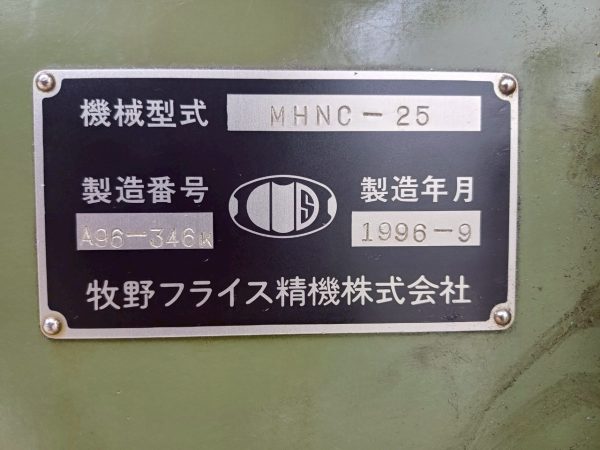 機械型式 MHNC-25
製造番号 製造年月
A96-346k 1996-9
牧野フライス精機株式会社